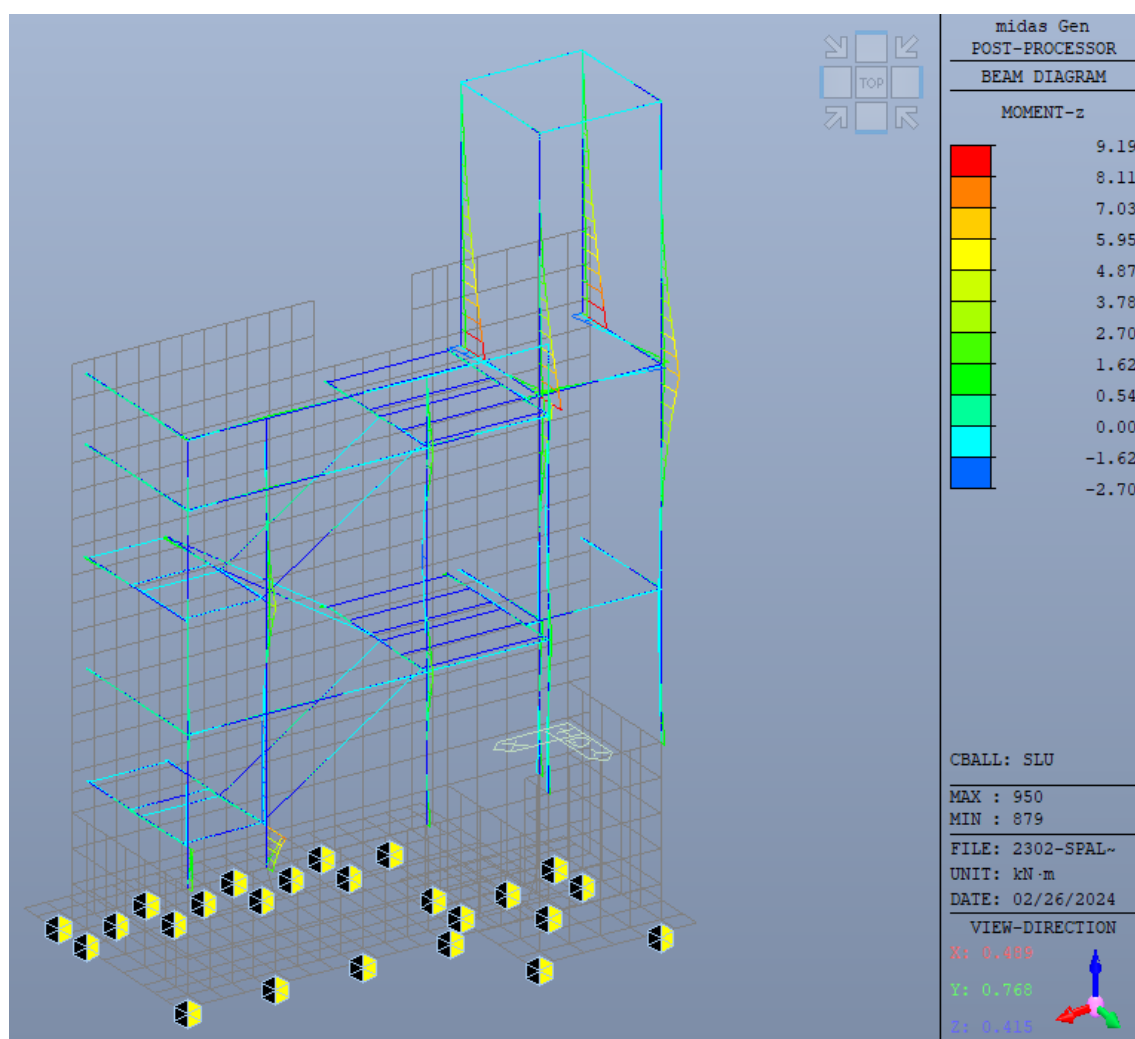 midas Gen
POST-PROCESSOR
BEAM DIAGRAM
MOMENT-z
TOP
9.19
8.11
7.03
5.95
4.87
3.78
2.70
1.62
0.54
0.00
-1.62
-2.70
CBALL: SLU
MAX : 950
MIN : 879
FILE: 2302-SPAL~
UNIT: kN·m
DATE: 02/26/2024
VIEW-DIRECTION
X: 0.489
Y: 0.768
Z: 0.415